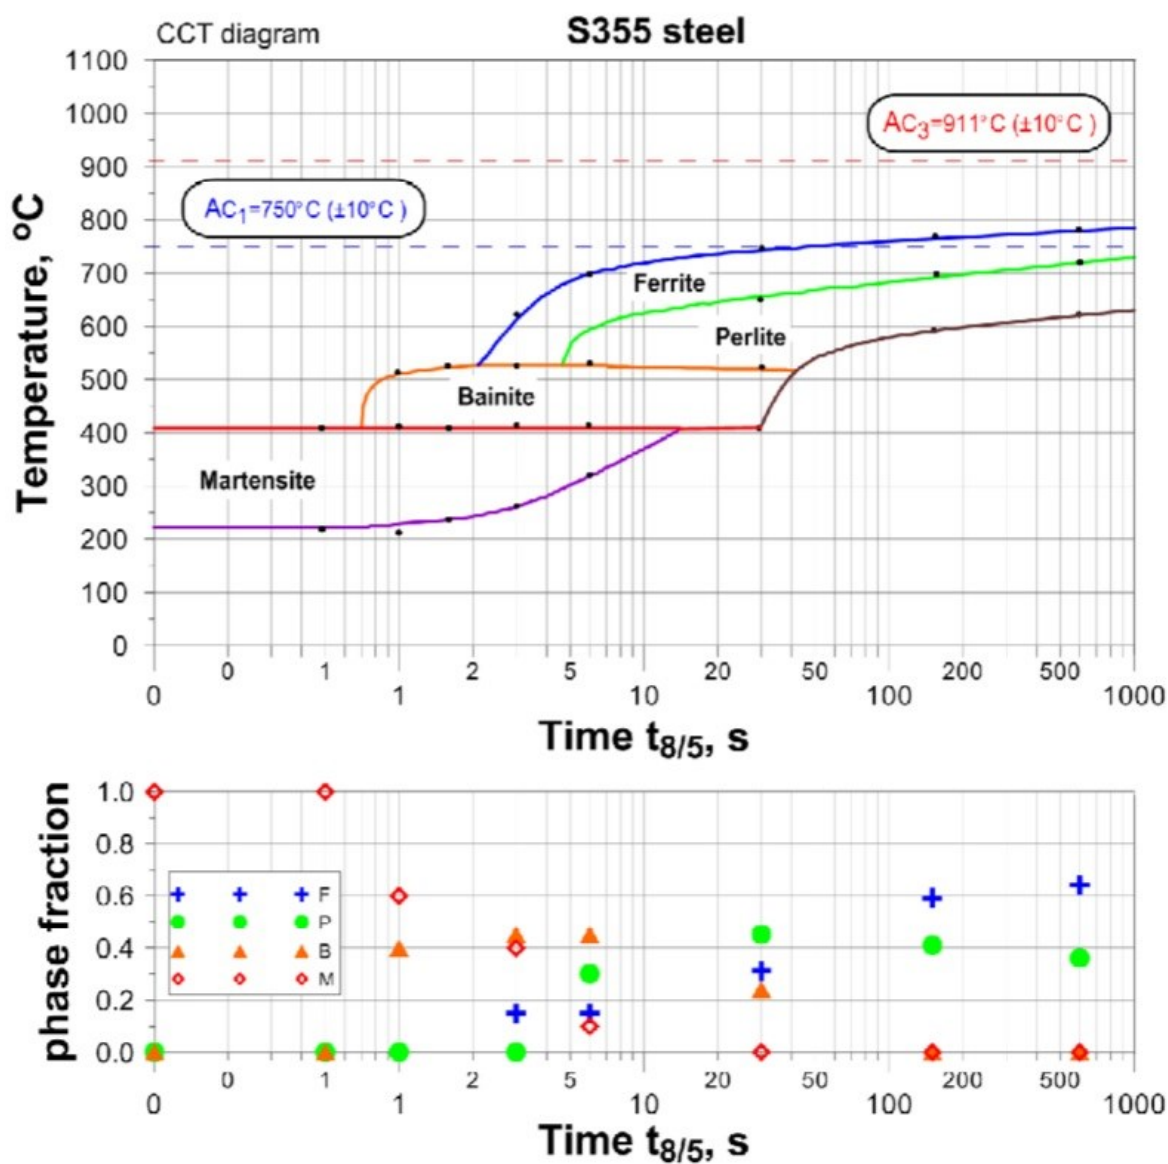 CCT diagram
S355 steel
1100
1000
900
800
700
600
500
400
300
200
100
0
Temperature, ºC
AC3=911°C (±10°C )
AC1=750°C (±10°C )
Ferrite
Perlite
Bainite
Martensite
0 1 2 5 20 50 200 500
0 1 10 100 1000
Time t8/5, s
1.0
0.8
0.6
0.4
0.2
0.0
phase fraction
F
P
B
M
0 1 2 5 20 50 200 500
0 1 10 100 1000
Time t8/5, s